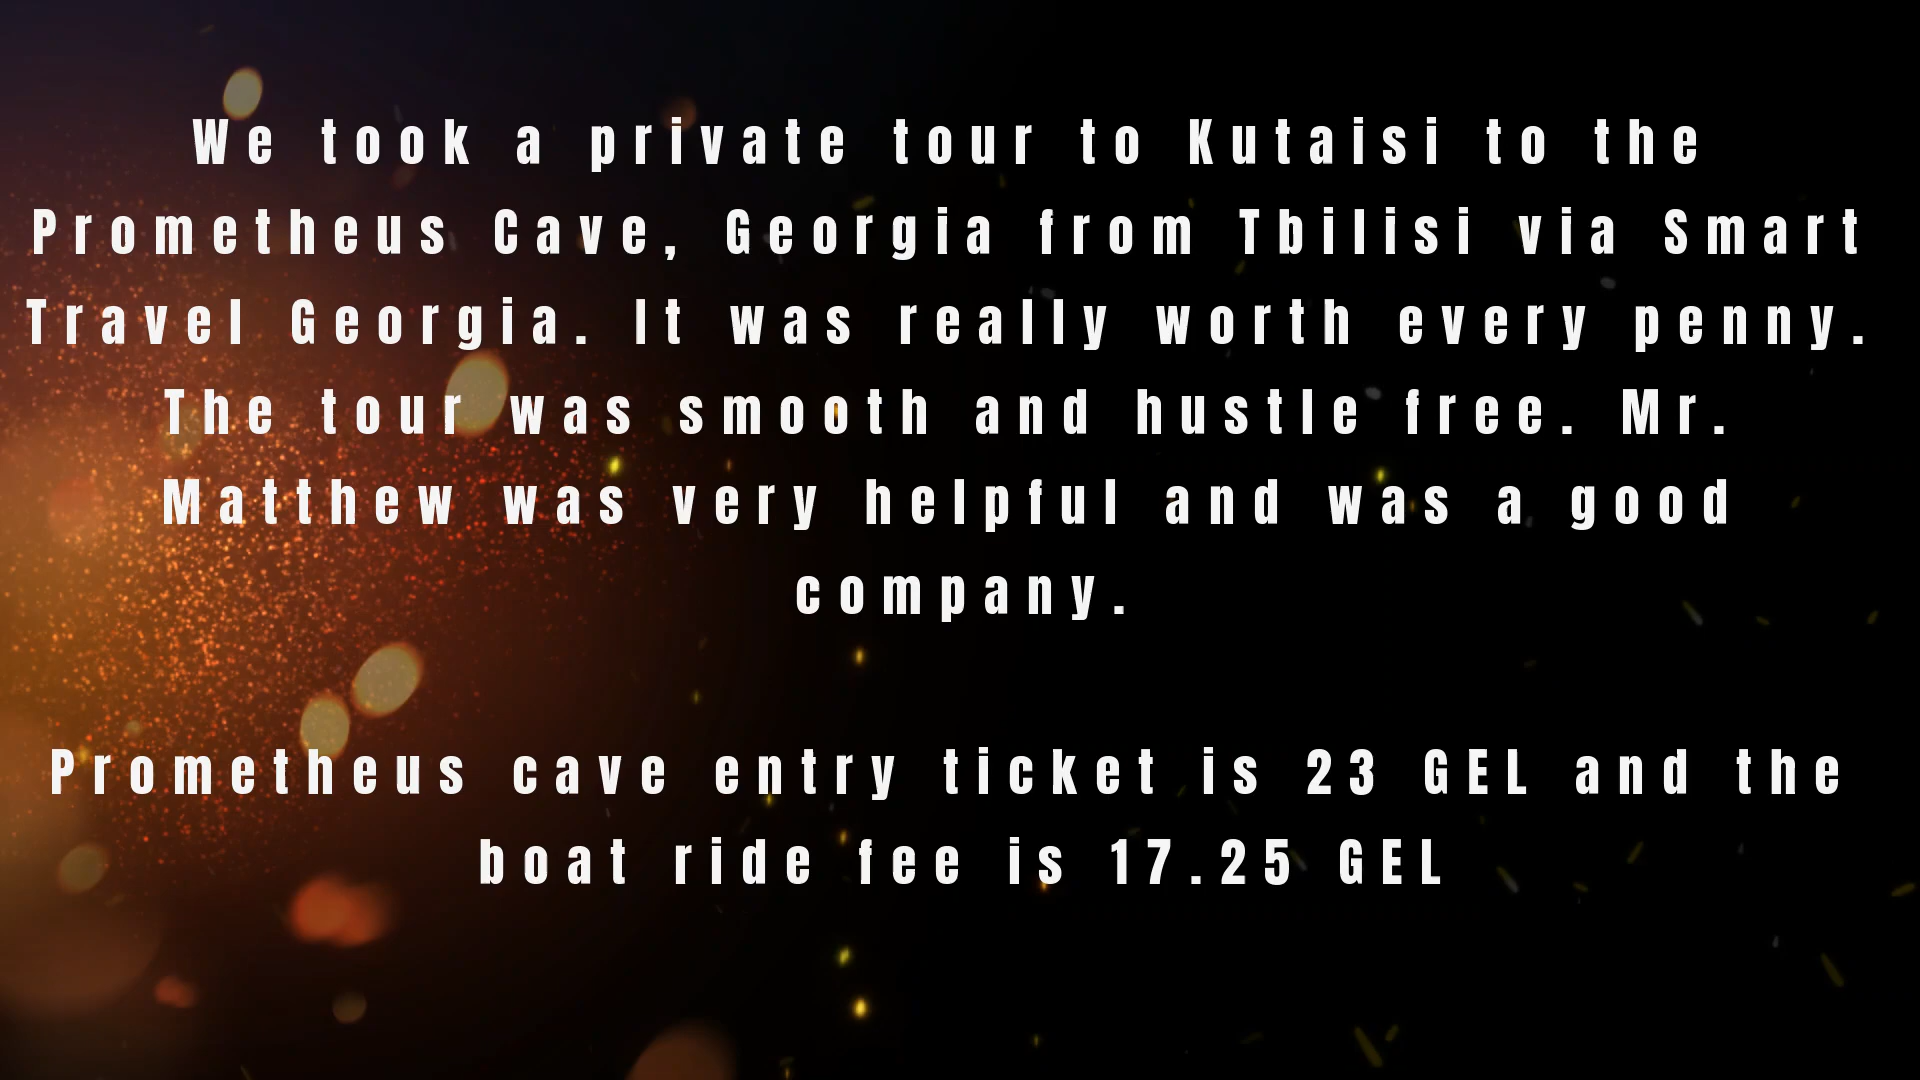 We took a private tour to Kutaisi to the
Prometheus Cave, Georgia from Tbilisi via Smart
Travel Georgia. It was really worth every penny.
The tour was smooth and hustle free. Mr.
Matthew was very helpful and was a good
company.
Prometheus cave entry ticket is 23 GEL and the
boat ride fee is 17.25 GEL